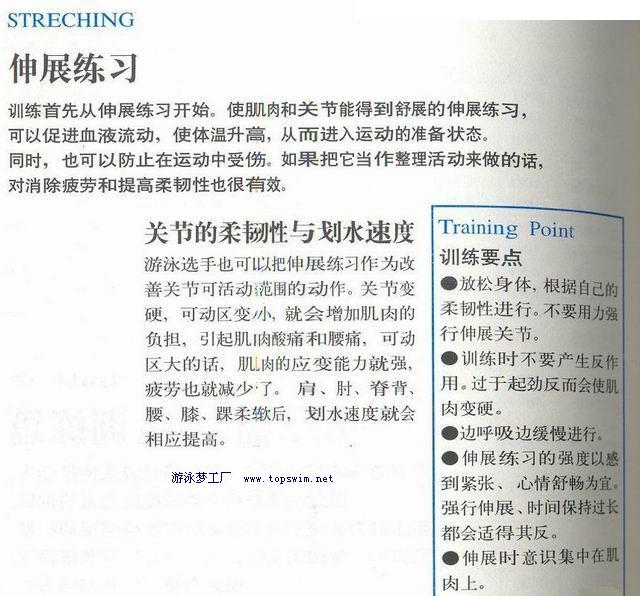 STRECHING
伸展练习
训练首先从伸展练习开始。使肌肉和关节能得到舒展的伸展练习，
可以促进血液流动，使体温升高，从而进入运动的准备状态。
同时，也可以防止在运动中受伤。如果把它当作整理活动来做的话，
对消除疲劳和提高柔韧性也很有效。
关节的柔韧性与划水速度
游泳选手也可以把伸展练习作为改
善关节可活动范围的动作。关节变
硬，可动区变小，就会增加肌肉的
负担，引起肌肉酸痛和腰痛，可动
区大的话，肌肉的应变能力就强，
疲劳也就减少了。肩、肘、脊背、
腰、膝、踝柔软后，划水速度就会
相应提高。
游泳梦工厂 www.topswim.net
Training Point
训练要点
●放松身体，根据自己的
柔韧性进行。不要用力强
行伸展关节。
●训练时不要产生反作
用。过于起劲反而会使肌
肉变硬。
●边呼吸边缓慢进行。
●伸展练习的强度以感
到紧张、心情舒畅为宜。
强行伸展、时间保持过长
都会适得其反。
●伸展时意识集中在肌
肉上。